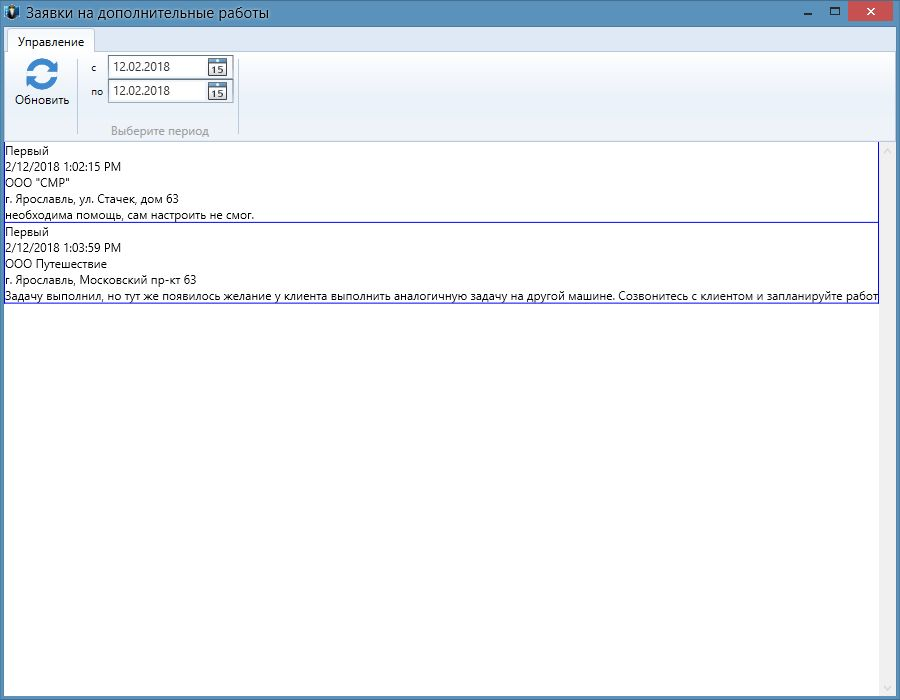 Заявки на дополнительные работы
Управление
Обновить
с 12.02.2018 15
по 12.02.2018 15
Выберите период
Первый
2/12/2018 1:02:15 PM
ООО "СМР"
г. Ярославль, ул. Стачек, дом 63
необходима помощь, сам настроить не смог.
Первый
2/12/2018 1:03:59 PM
ООО Путешествие
г. Ярославль, Московский пр-кт 63
Задачу выполнил, но тут же появилось желание у клиента выполнить аналогичную задачу на другой машине. Созвонитесь с клиентом и запланируйте работ